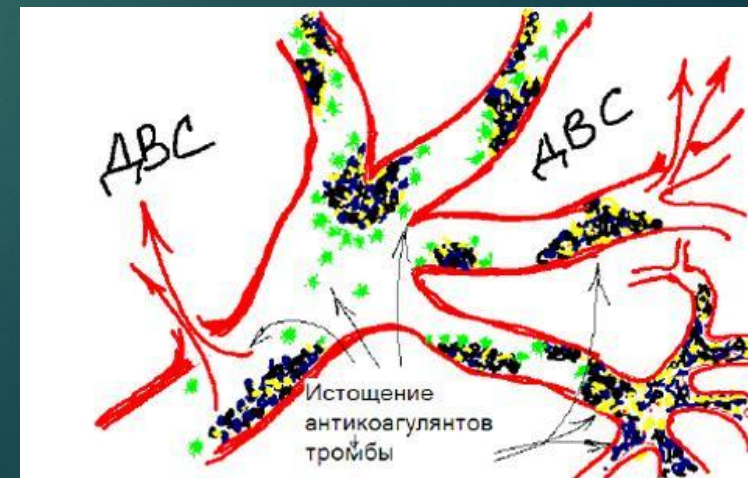 ДВС
ДВС
Истощение
антикоагулянтов
тромбы